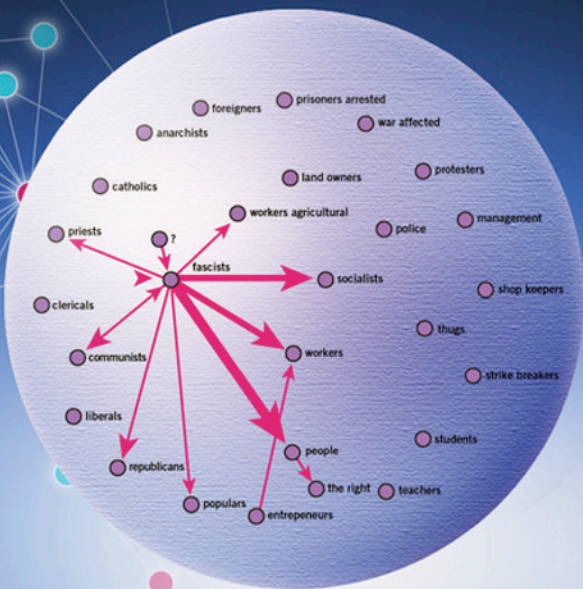 prisoners arrested
foreigners
war affected
anarchists
protesters
land owners
catholics
workers agricultural
management
police
priests
?
fascists
socialists
shop keepers
clericals
thugs
workers
communists
strike breakers
liberals
students
people
republicans
the right
teachers
populars
entrepeneurs